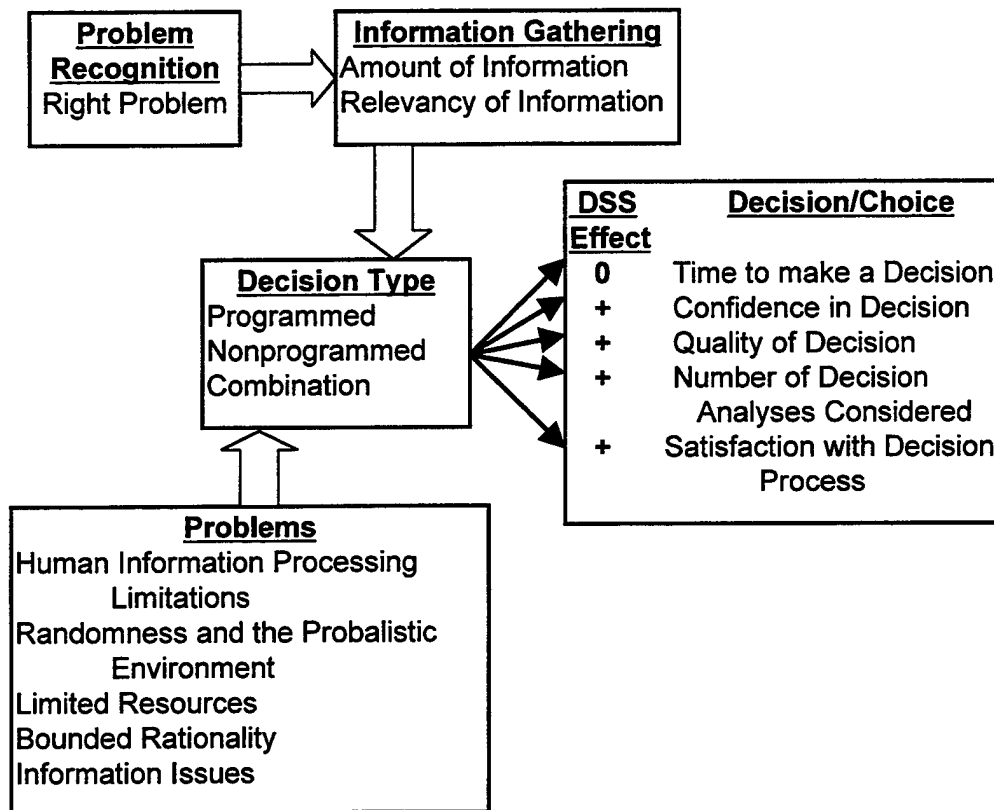 Problem
Recognition
Right Problem
Information Gathering
Amount of Information
Relevancy of Information
Decision Type
Programmed
Nonprogrammed
Combination
DSS Decision/Choice
Effect
0 Time to make a Decision
+ Confidence in Decision
+ Quality of Decision
+ Number of Decision
Analyses Considered
+ Satisfaction with Decision
Process
Problems
Human Information Processing
Limitations
Randomness and the Probalistic
Environment
Limited Resources
Bounded Rationality
Information Issues